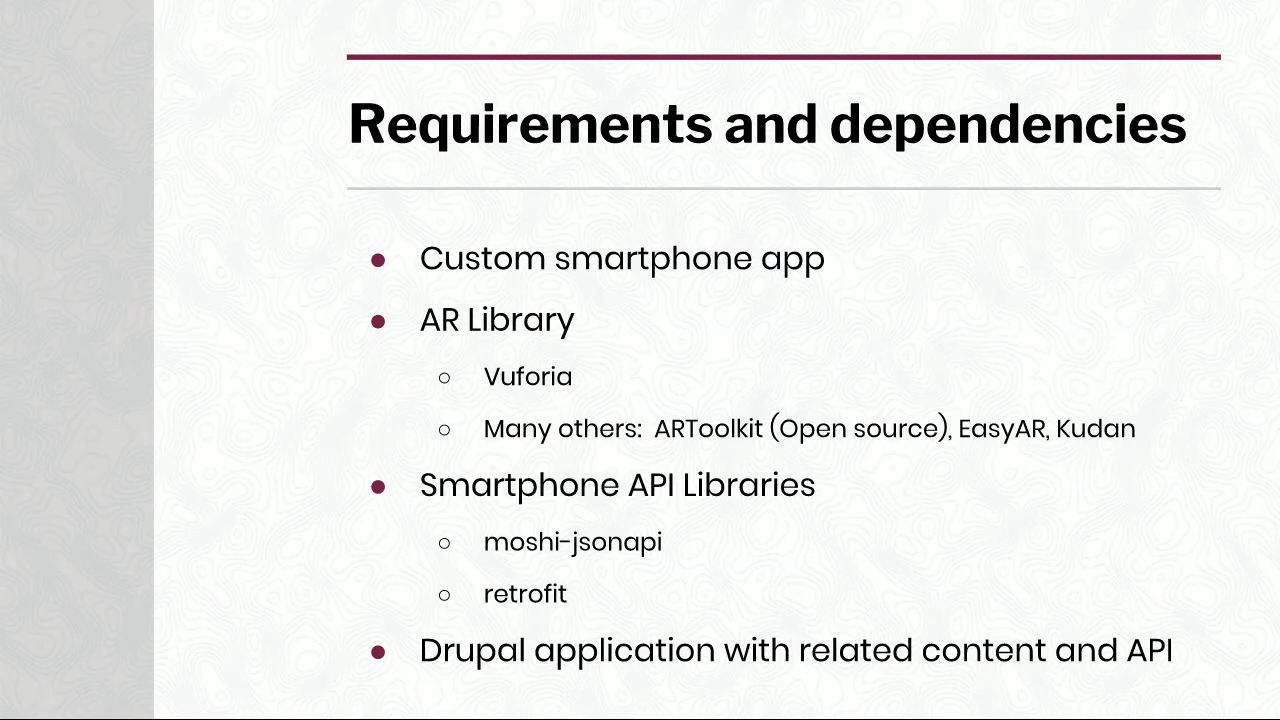 Requirements and dependencies
● Custom smartphone app
● AR Library
○ Vuforia
○ Many others: ARToolkit (Open source), EasyAR, Kudan
● Smartphone API Libraries
○ moshi-jsonapi
○ retrofit
● Drupal application with related content and API